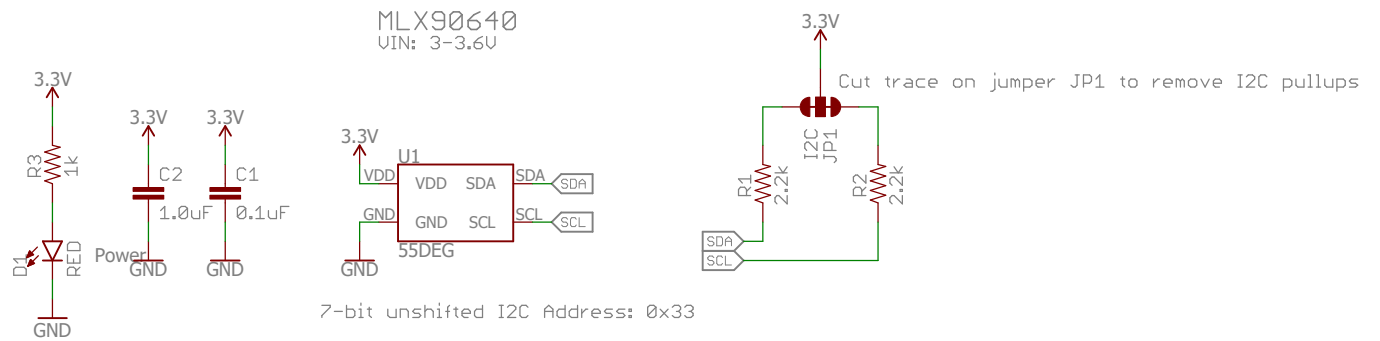 MLX90640
VIN: 3-3.6V
3.3V
R3
1k
D1
RED
Power
GND
3.3V
C2
1.0uF
GND
3.3V
C1
0.1uF
GND
3.3V
U1
VDD
VDD
SDA
SDA
SDA
GND
GND
SCL
SCL
SCL
55DEG
GND
7-bit unshifted I2C Address: 0x33
3.3V
Cut trace on jumper JP1 to remove I2C pullups
I2C
JP1
R1
2.2k
R2
2.2k
SDA
SCL